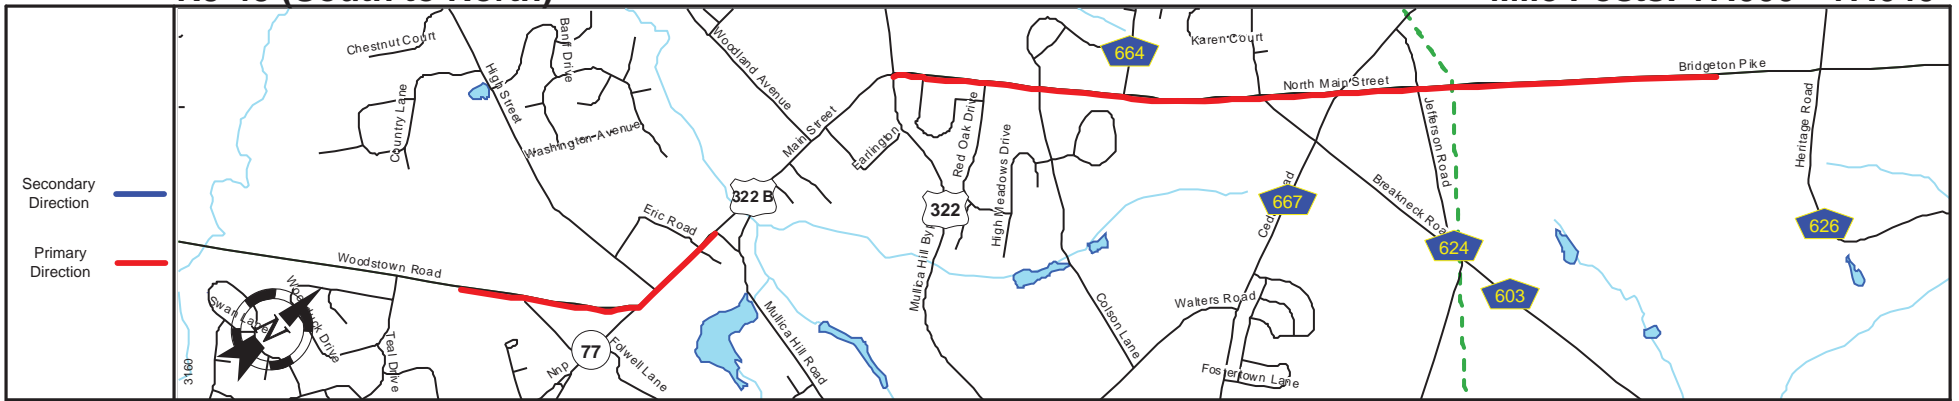 Secondary
Direction
Primary
Direction
Chestnut Court
Banff Drive
High Street
Country Lane
Washington Avenue
Woodland Avenue
Main Street
Earlington
Red Oak Drive
High Meadows Drive
664
Karen Court
North Main Street
Bridgeton Pike
Jefferson Road
Heritage Road
322 B
322
Eric Road
Mullica Hill By
667
Breakneck Roa
624
626
603
Woodstown Road
Swan Lane
Teal Drive
77
Nnp
Folwell Lane
Mullica Hill Road
Colson Lane
Walters Road
Fostertown Lane
3160
N